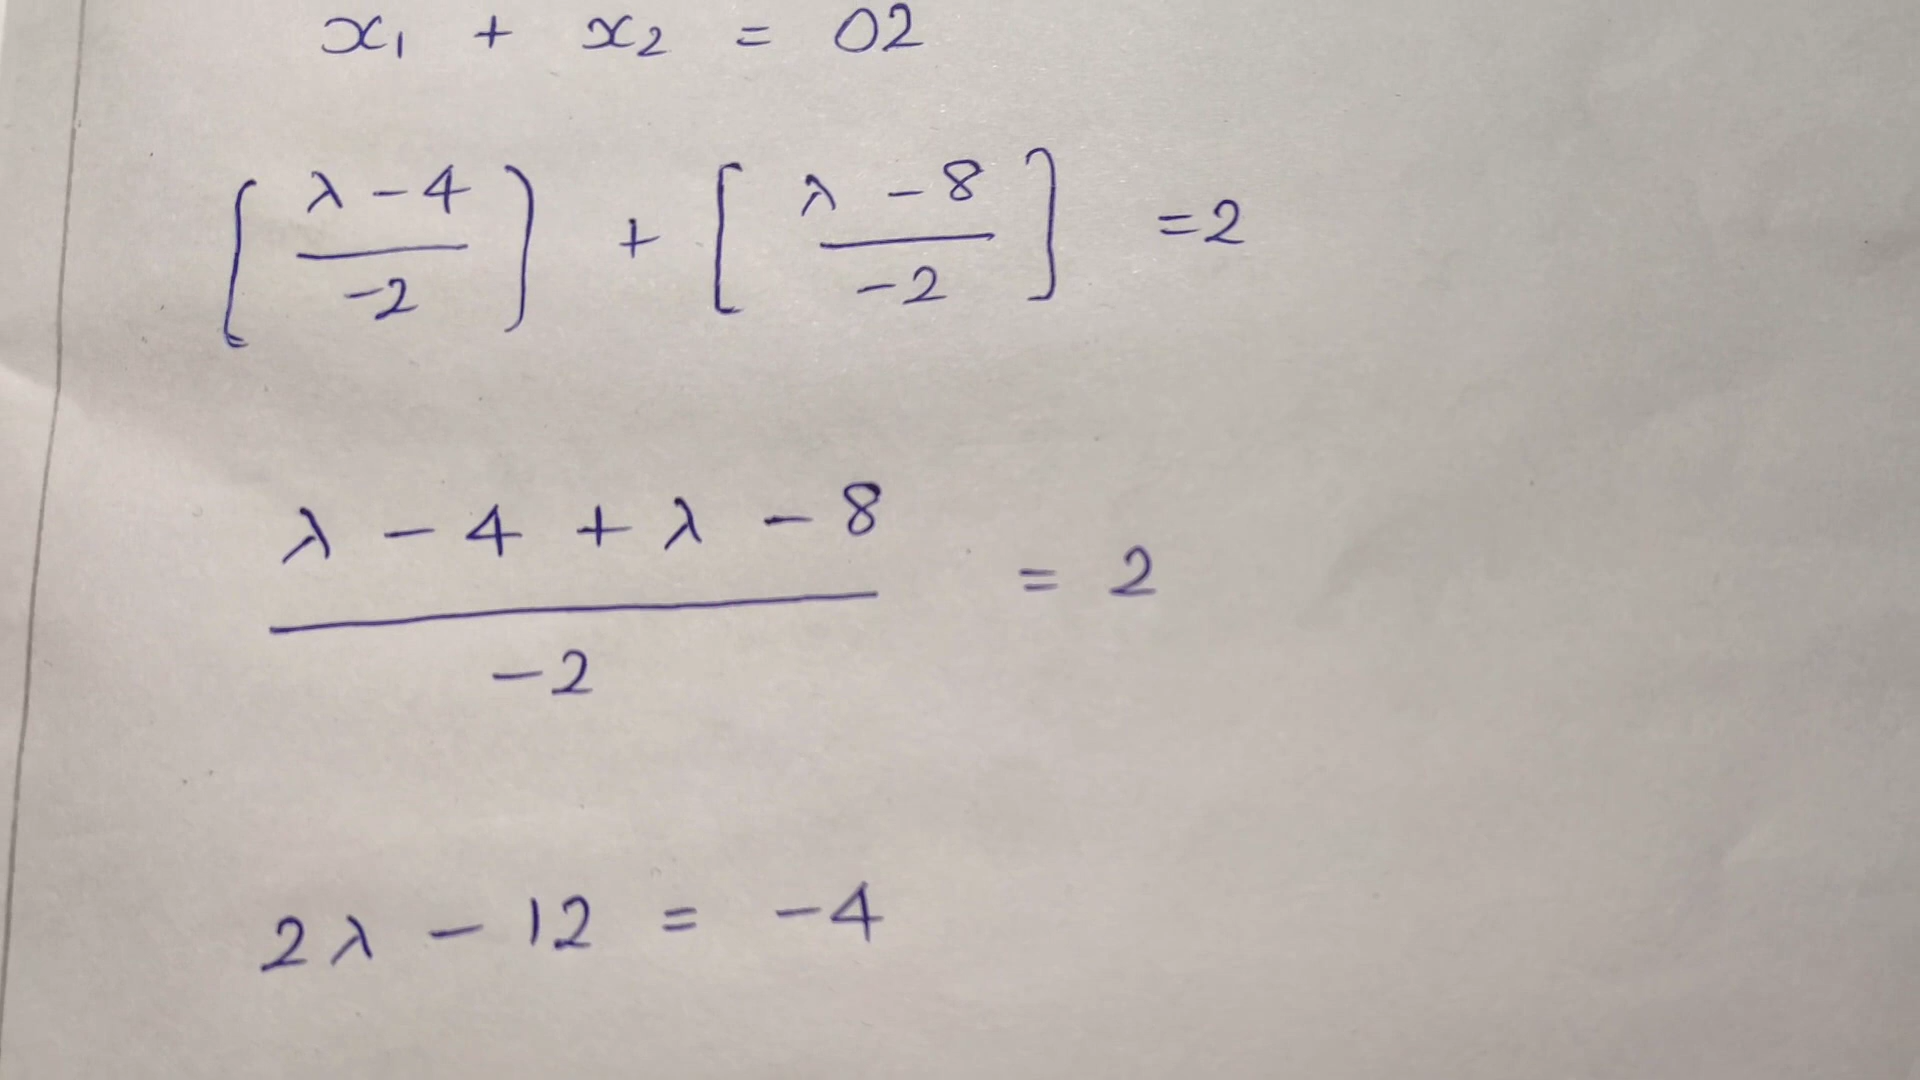 x₁ + x₂ = 02
[λ-4/-2] + [λ-8/-2] =2
λ-4+λ-8/-2 = 2
2λ-12 = -4